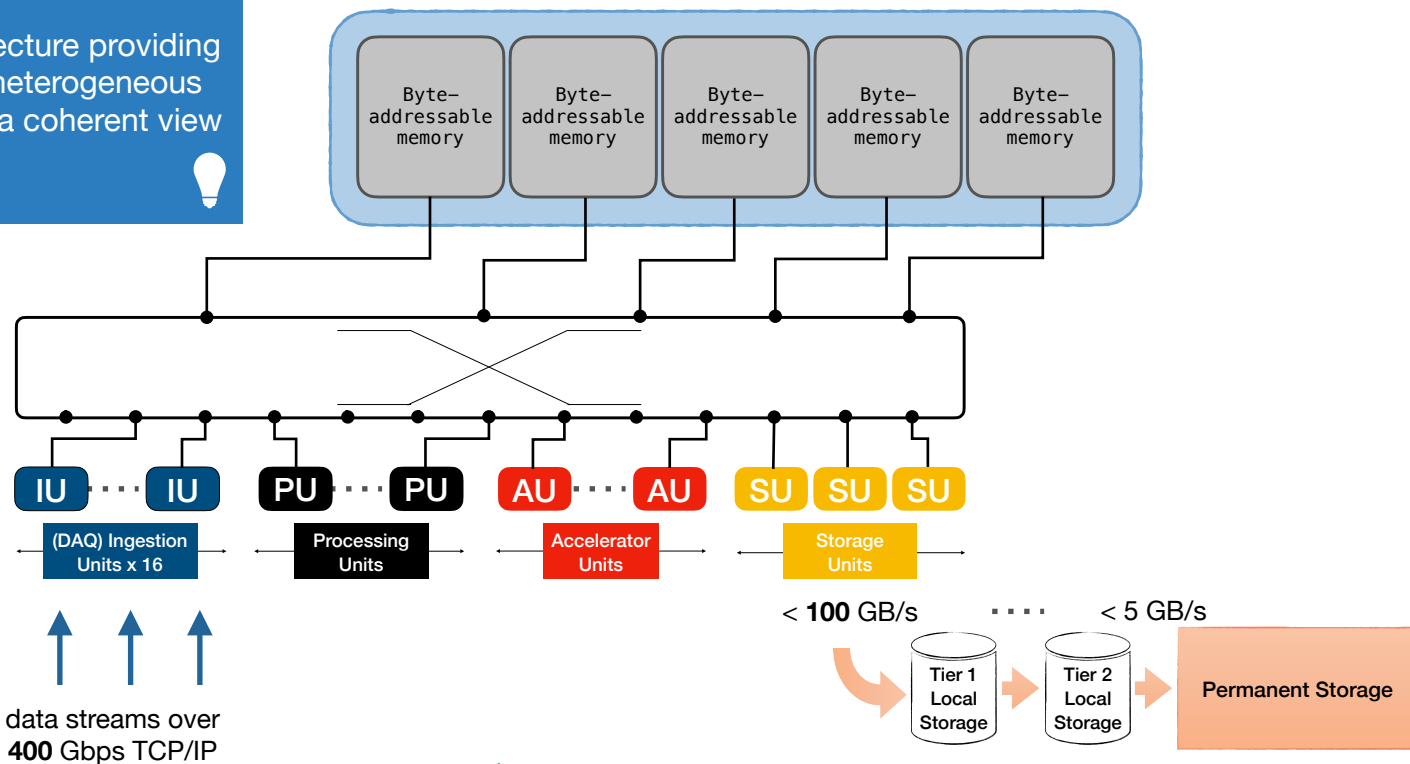 ecture providing
heterogeneous
a coherent view
Byte-
addressable
memory
Byte-
addressable
memory
Byte-
addressable
memory
Byte-
addressable
memory
Byte-
addressable
memory
IU
IU
PU
PU
AU
AU
SU
SU
SU
(DAQ) Ingestion
Units x 16
Processing
Units
Accelerator
Units
Storage
Units
< 100 GB/s
< 5 GB/s
Tier 1
Local
Storage
Tier 2
Local
Storage
Permanent Storage
data streams over
400 Gbps TCP/IP